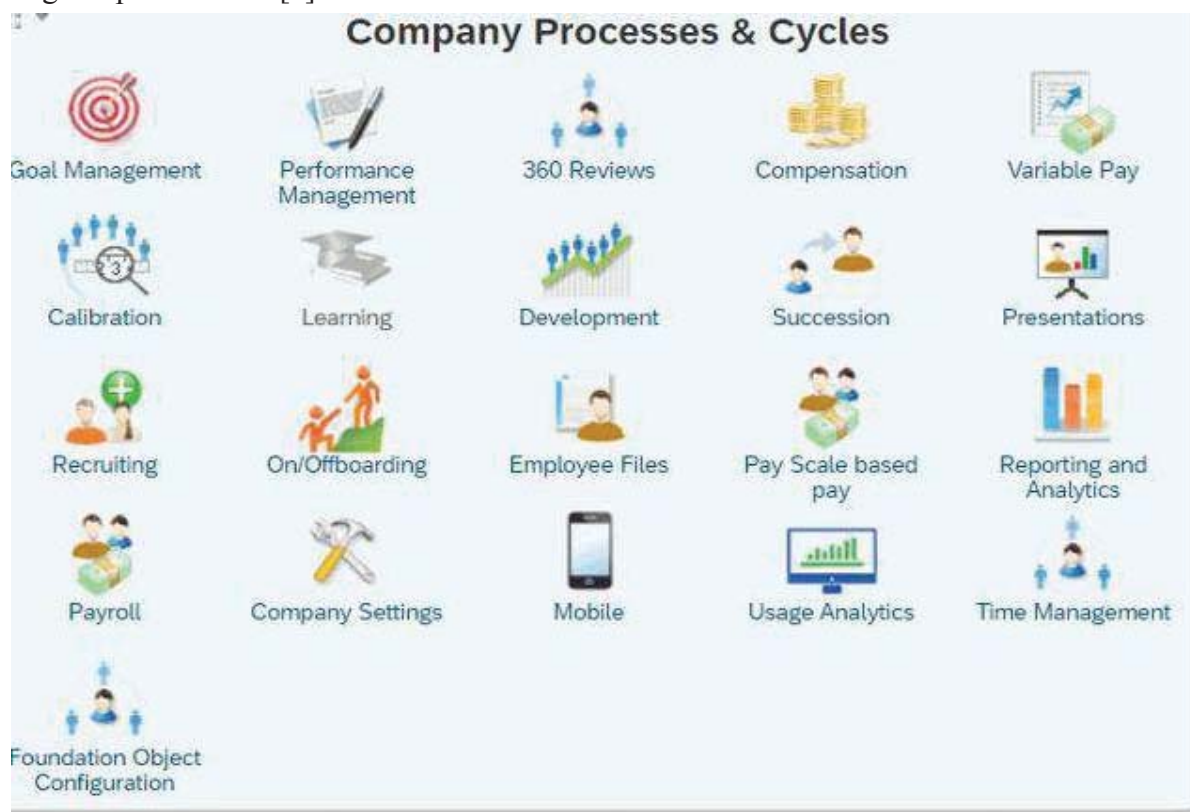 Company Processes & Cycles
Goal Management
Performance
Management
360 Reviews
Compensation
Variable Pay
Calibration
3
Learning
Development
Succession
Presentations
Recruiting
On/Offboarding
Employee Files
Pay Scale based
pay
Reporting and
Analytics
Payroll
Company Settings
Mobile
Usage Analytics
Time Management
Foundation Object
Configuration